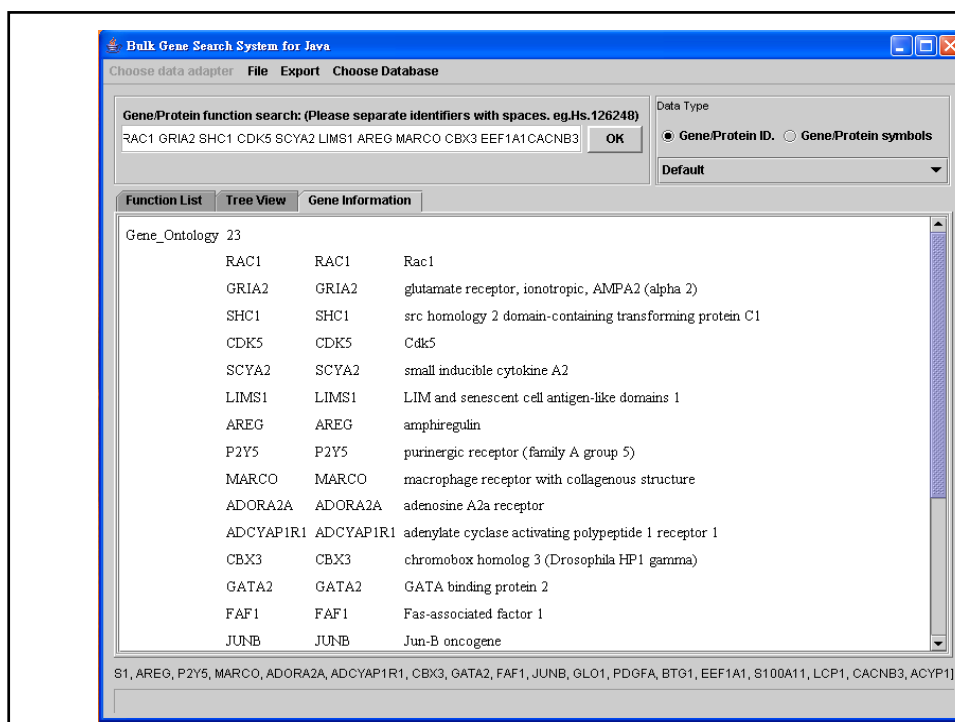 Bulk Gene Search System for Java
Choose data adapter File Export Choose Database
Gene/Protein function search: (Please separate identifiers with spaces. eg.Hs.126248)
RAC1 GRIA2 SHC1 CDK5 SCYA2 LIMS1 AREG MARCO CBX3 EEF1A1CACNB3 OK
Data Type
Gene/Protein ID. Gene/Protein symbols
Default
Function List Tree View Gene Information
Gene_Ontology 23
RAC1 RAC1 Rac1
GRIA2 GRIA2 glutamate receptor, ionotropic, AMPA2 (alpha 2)
SHC1 SHC1 src homology 2 domain-containing transforming protein C1
CDK5 CDK5 Cdk5
SCYA2 SCYA2 small inducible cytokine A2
LIMS1 LIMS1 LIM and senescent cell antigen-like domains 1
AREG AREG amphiregulin
P2Y5 P2Y5 purinergic receptor (family A group 5)
MARCO MARCO macrophage receptor with collagenous structure
ADORA2A ADORA2A adenosine A2a receptor
ADCYAP1R1 ADCYAP1R1 adenylate cyclase activating polypeptide 1 receptor 1
CBX3 CBX3 chromobox homolog 3 (Drosophila HP1 gamma)
GATA2 GATA2 GATA binding protein 2
FAF1 FAF1 Fas-associated factor 1
JUNB JUNB Jun-B oncogene
S1, AREG, P2Y5, MARCO, ADORA2A, ADCYAP1R1, CBX3, GATA2, FAF1, JUNB, GLO1, PDGFA, BTG1, EEF1A1, S100A11, LCP1, CACNB3, ACYP1]